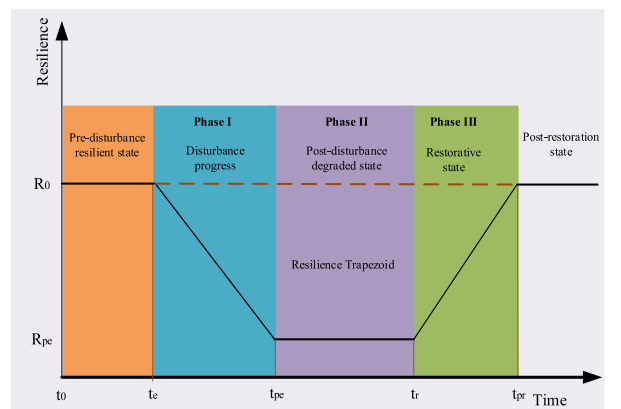 Resilience
Phase I
Phase II
Phase III
Pre-disturbance
resilient state
Disturbance
progress
Post-disturbance
degraded state
Restorative
state
Post-restoration
state
R0
Resilience Trapezoid
Rpe
t0
te
tpe
tr
tpr
Time